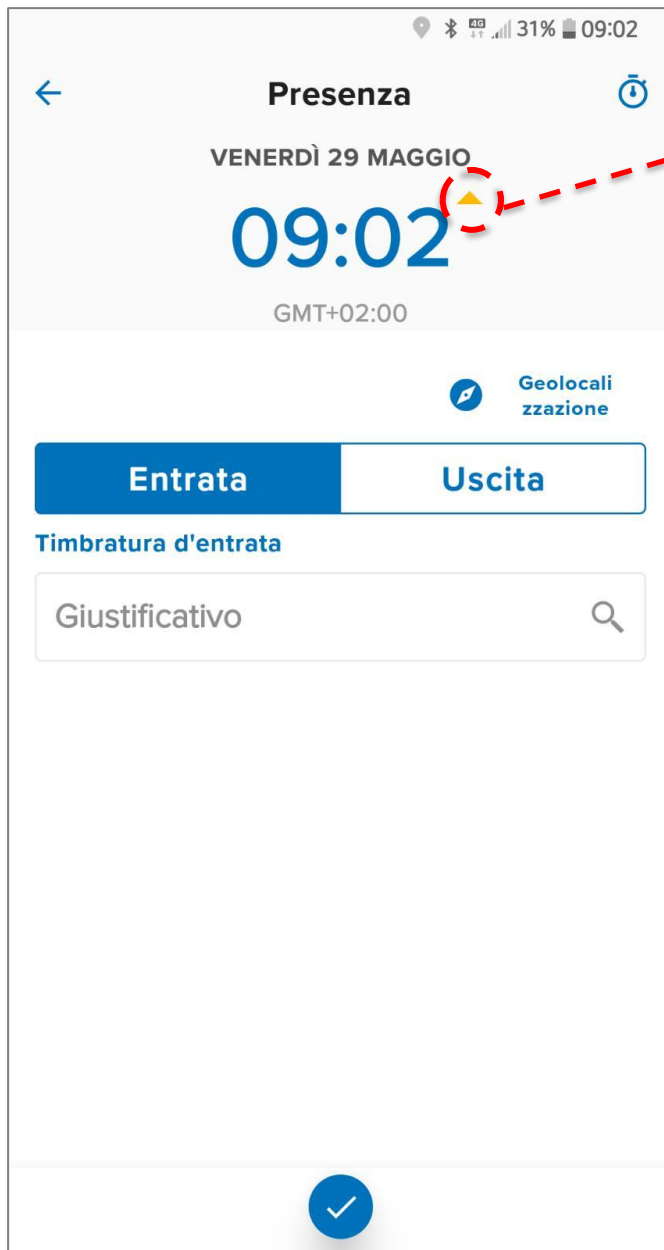 4G 31% 09:02
Presenza
VENERDÌ 29 MAGGIO
09:02
GMT+02:00
Geolocali
zzazione
Entrata Uscita
Timbratura d'entrata
Giustificativo